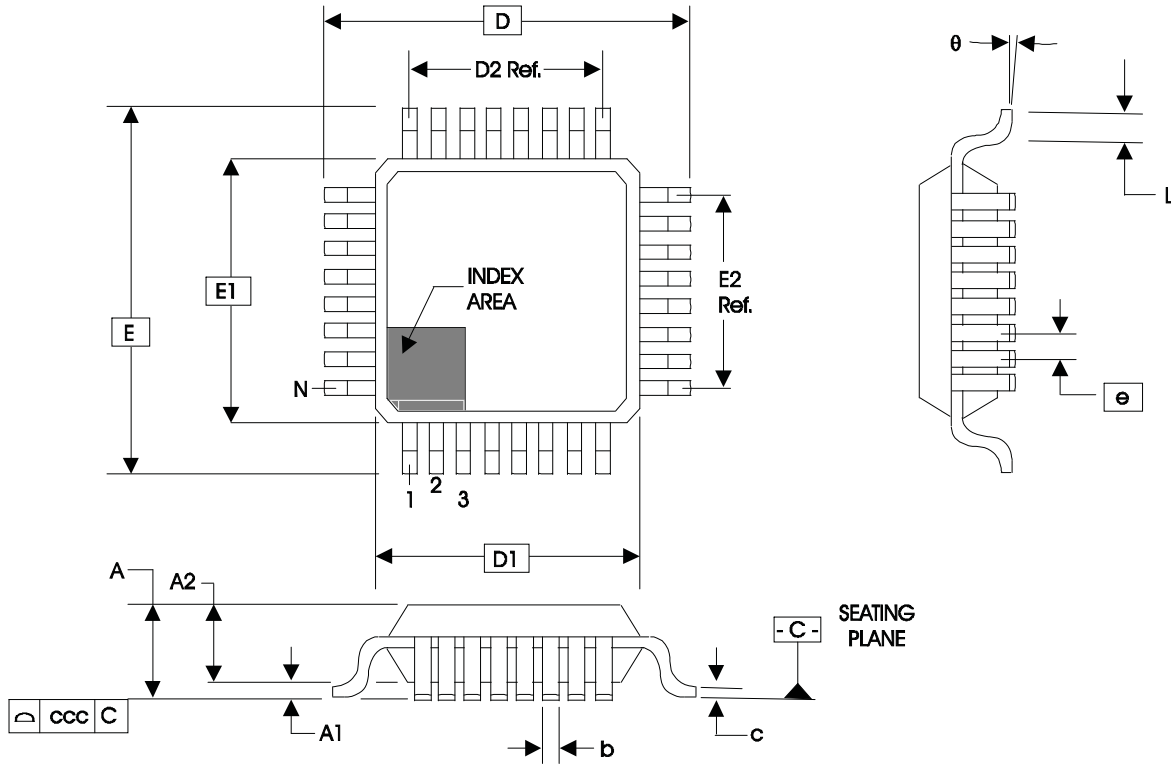 D
D2 Ref.
θ
L
E1
E
INDEX
AREA
E2
Ref.
N
e
1
2
3
D1
A
A2
- C -
SEATING
PLANE
ccc C
A1
b
c